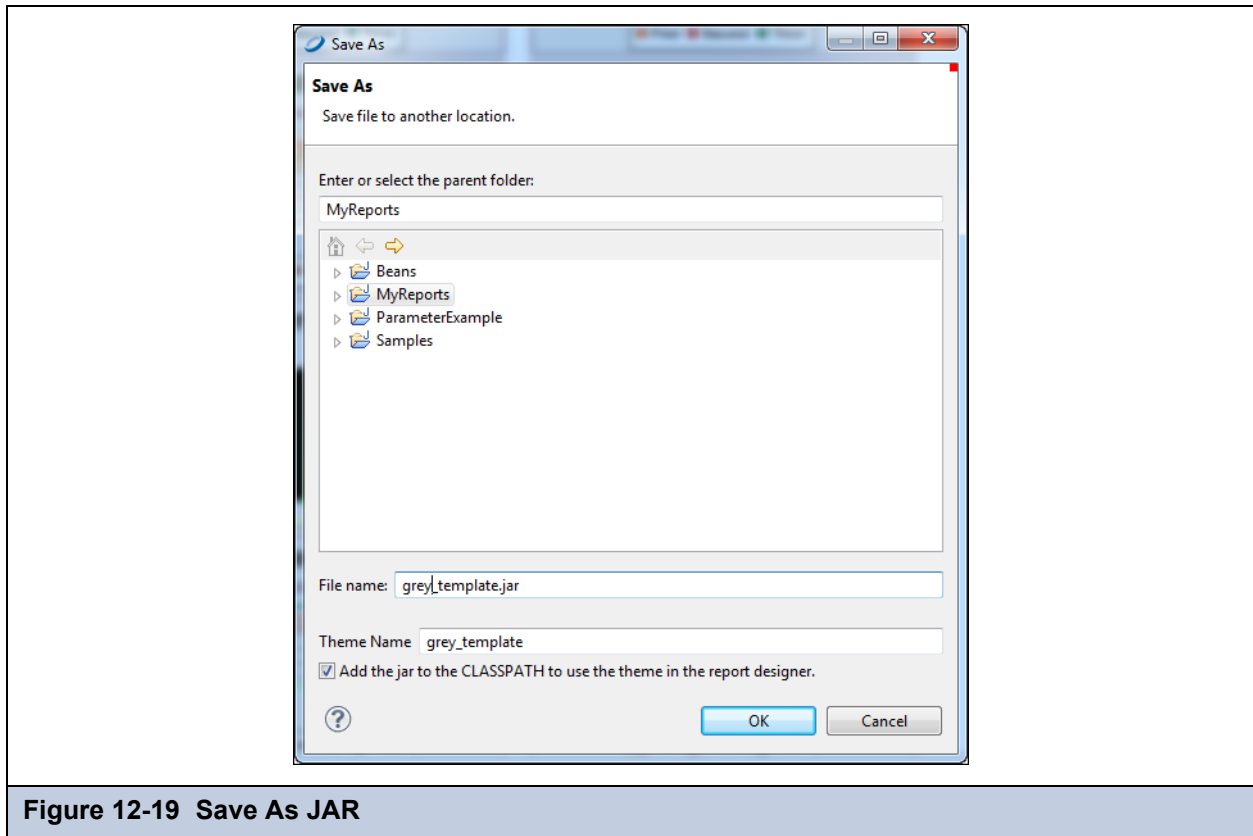 Save As
Save As
Save file to another location.
Enter or select the parent folder:
MyReports
Beans
MyReports
ParameterExample
Samples
File name: grey_template.jar
Theme Name grey_template
Add the jar to the CLASSPATH to use the theme in the report designer.
? OK Cancel
Figure 12-19 Save As JAR